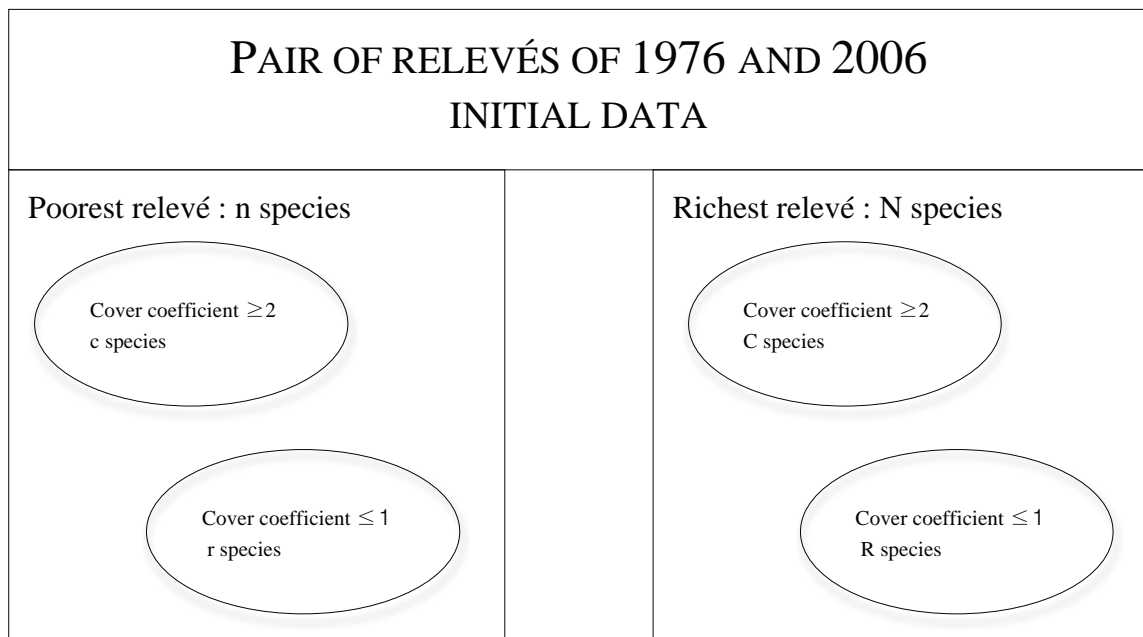 PAIR OF RELEVÉS OF 1976 AND 2006
INITIAL DATA
Poorest relevé : n species
Cover coefficient ≥2
c species
Cover coefficient ≤ 1
r species
Richest relevé : N species
Cover coefficient ≥2
C species
Cover coefficient ≤ 1
R species